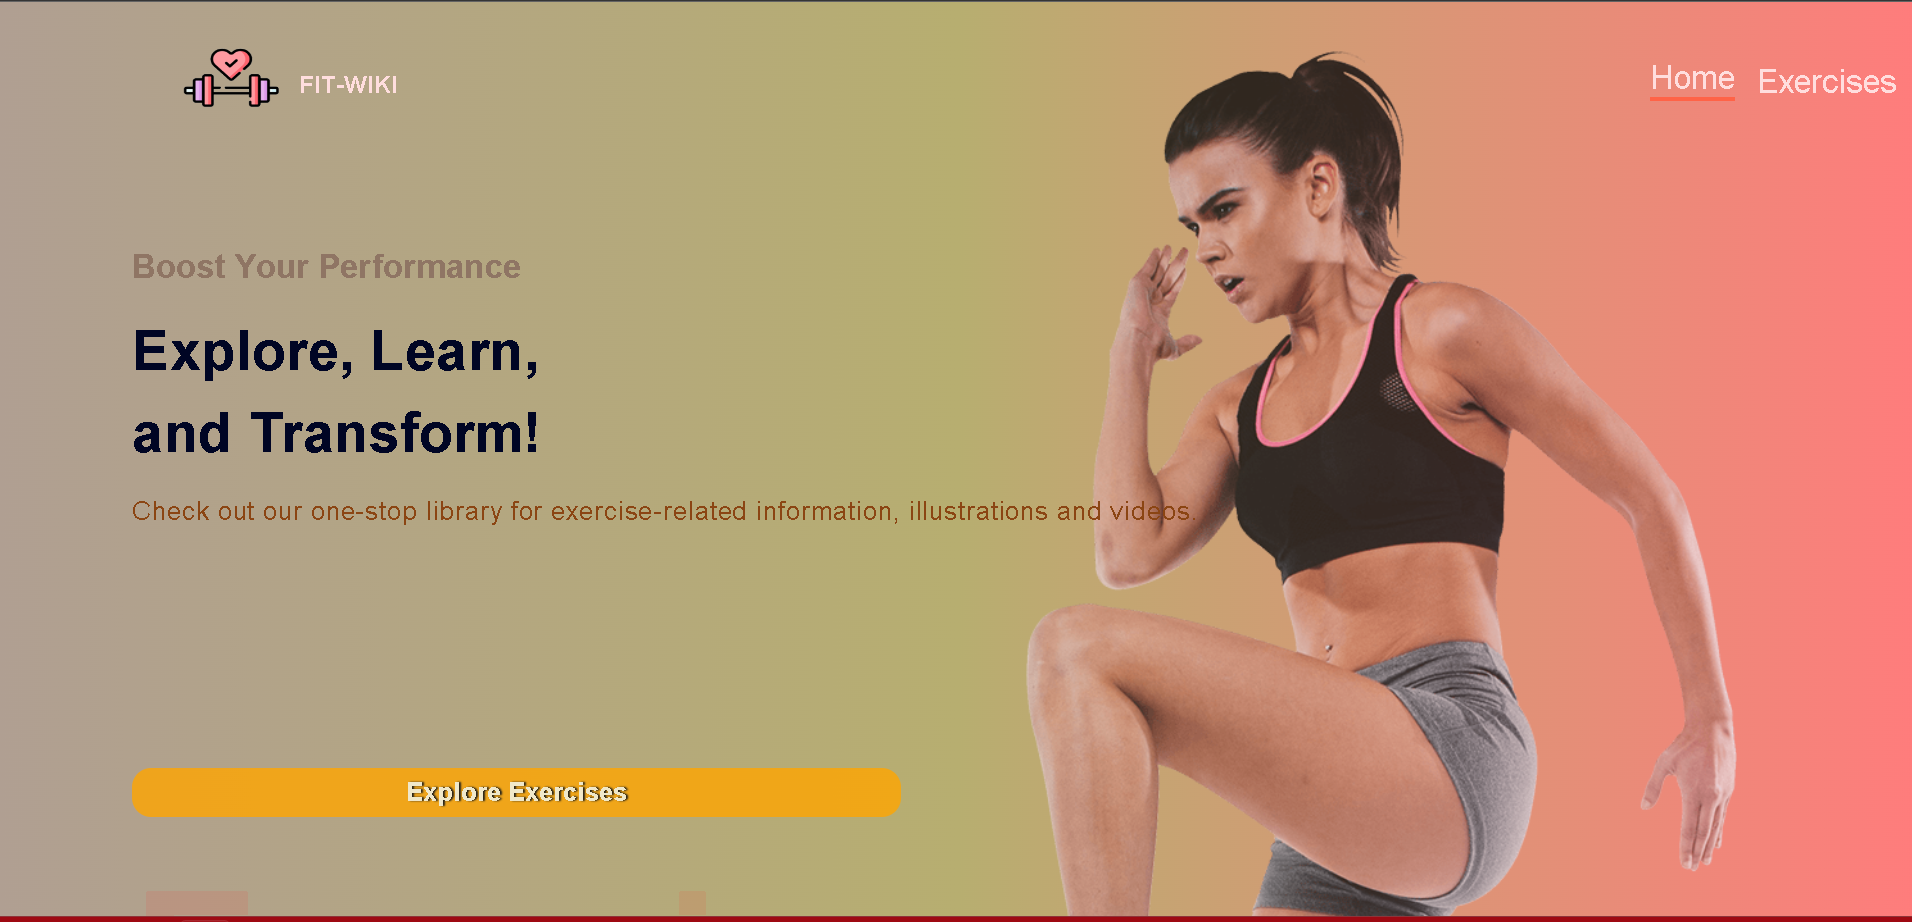 FIT-WIKI
Home Exercises
Boost Your Performance
Explore, Learn,
and Transform!
Check out our one-stop library for exercise-related information, illustrations and videos.
Explore Exercises